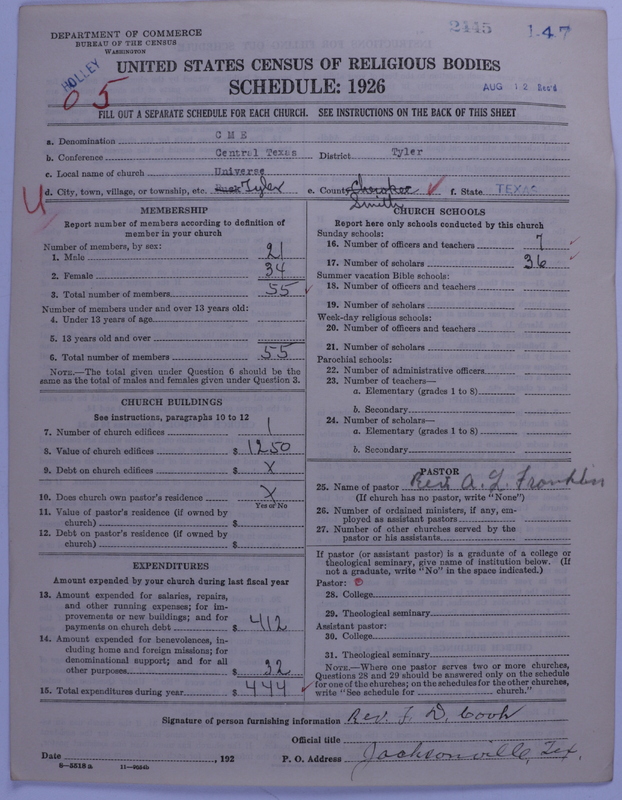 2445
1.47
DEPARTMENT OF COMMERCE
BUREAU OF THE CENSUS
WASHINGTON
HOLLEY
05
UNITED STATES CENSUS OF RELIGIOUS BODIES
SCHEDULE: 1926
AUG 12 Rec'd
FILL OUT A SEPARATE SCHEDULE FOR EACH CHURCH. SEE INSTRUCTIONS ON THE BACK OF THIS SHEET
a. Denomination CME
b. Conference Central Texas District Tyler
c. Local name of church Universe
d. City, town, village, or township, etc. Tyler e. County Cherokee Smith f. State TEXAS
4
MEMBERSHIP
Report number of members according to definition of
member in your church
Number of members, by sex:
1. Male 21
2. Female 34
3. Total number of members 55
Number of members under and over 13 years old:
4. Under 13 years of age
5. 13 years old and over
6. Total number of members 55
NOTE.—The total given under Question 6 should be
same as the total of males and females given under Question 3.
CHURCH BUILDINGS
See instructions, paragraphs 10 to 12
7. Number of church edifices 1
8. Value of church edifices $ 1250
9. Debt on church edifices $ X
10. Does church own pastor's residence X
Yes or No
11. Value of pastor's residence (if owned by
church) $
12. Debt on pastor's residence (if owned by
church) $
EXPENDITURES
Amount expended by your church during last fiscal year
13. Amount expended for salaries, repairs,
and other running expenses; for im-
provements or new buildings; and for
payments on church debt $ 412
14. Amount expended for benevolences, in-
cluding home and foreign missions; for
denominational support; and for all
other purposes $ 32
15. Total expenditures during year $ 444
CHURCH SCHOOLS
Report here only schools conducted by this church
Sunday schools:
16. Number of officers and teachers 7
17. Number of scholars 36
Summer vacation Bible schools:
18. Number of officers and teachers
19. Number of scholars
Week-day religious schools:
20. Number of officers and teachers
21. Number of scholars
Parochial schools:
22. Number of administrative officers
23. Number of teachers—
a. Elementary (grades 1 to 8)
b. Secondary
24. Number of scholars—
a. Elementary (grades 1 to 8)
b. Secondary
PASTOR
25. Name of pastor Rev. A. L. Franklin
(If church has no pastor, write "None")
26. Number of ordained ministers, if any, em-
ployed as assistant pastors
27. Number of other churches served by the
pastor or his assistants
If pastor (or assistant pastor) is a graduate of a college or
theological seminary, give name of institution below. (If
not a graduate, write "No" in the space indicated.)
Pastor:
28. College
29. Theological seminary
Assistant pastor:
30. College
31. Theological seminary
NOTE.—Where one pastor serves two or more churches,
Questions 28 and 29 should be answered only on the schedule
for one of the churches; on the schedules for the other churches,
write "See schedule for church."
Signature of person furnishing information Rev. J. D. Cook
Official title
Date , 192 P. O. Address Jacksonville, Tex.
6—5518 a 11—9034b